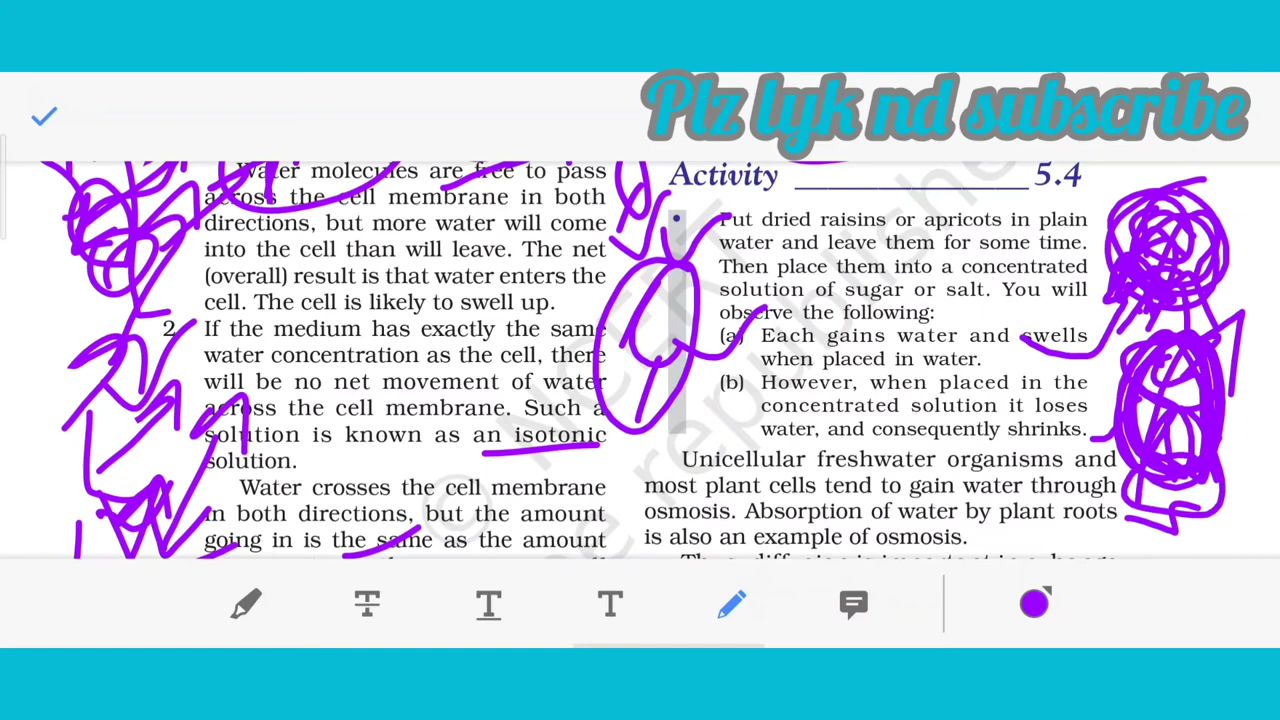 Plz lyk nd subscribe
Water molecules are free to pass
across the cell membrane in both
directions, but more water will come
into the cell than will leave. The net
(overall) result is that water enters the
cell. The cell is likely to swell up.
2. If the medium has exactly the same
water concentration as the cell, there
will be no net movement of water
across the cell membrane. Such a
solution is known as an isotonic
solution.
Water crosses the cell membrane
in both directions, but the amount
going in is the same as the amount
Activity 5.4
• Put dried raisins or apricots in plain
water and leave them for some time.
Then place them into a concentrated
solution of sugar or salt. You will
observe the following:
(a) Each gains water and swells
when placed in water.
(b) However, when placed in the
concentrated solution it loses
water, and consequently shrinks.
Unicellular freshwater organisms and
most plant cells tend to gain water through
osmosis. Absorption of water by plant roots
is also an example of osmosis.
© NCERT
be republished
T
T
T